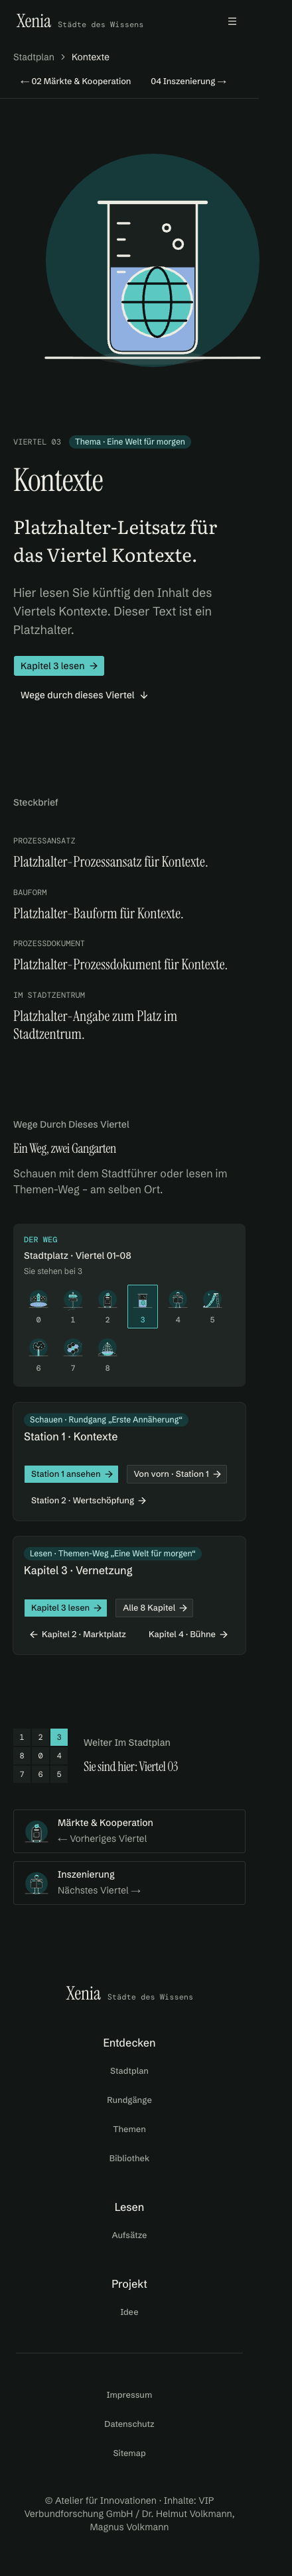 Xenia Städte des Wissens
Stadtplan > Kontexte
← 02 Märkte & Kooperation 04 Inszenierung →
VIERTEL 03 Thema · Eine Welt für morgen
Kontexte
Platzhalter-Leitsatz für
das Viertel Kontexte.
Hier lesen Sie künftig den Inhalt des
Viertels Kontexte. Dieser Text ist ein
Platzhalter.
Kapitel 3 lesen →
Wege durch dieses Viertel ↓
Steckbrief
PROZESSANSATZ
Platzhalter-Prozessansatz für Kontexte.
BAUFORM
Platzhalter-Bauform für Kontexte.
PROZESSDOKUMENT
Platzhalter-Prozessdokument für Kontexte.
IM STADTZENTRUM
Platzhalter-Angabe zum Platz im
Stadtzentrum.
Wege Durch Dieses Viertel
Ein Weg, zwei Gangarten
Schauen mit dem Stadtführer oder lesen im
Themen-Weg – am selben Ort.
DER WEG
Stadtplatz · Viertel 01–08
Sie stehen bei 3
0 1 2 3 4 5
6 7 8
Schauen · Rundgang „Erste Annäherung“
Station 1 · Kontexte
Station 1 ansehen → Von vorn · Station 1 →
Station 2 · Wertschöpfung →
Lesen · Themen-Weg „Eine Welt für morgen“
Kapitel 3 · Vernetzung
Kapitel 3 lesen → Alle 8 Kapitel →
← Kapitel 2 · Marktplatz Kapitel 4 · Bühne →
1 2 3
8 0 4
7 6 5
Weiter Im Stadtplan
Sie sind hier: Viertel 03
Märkte & Kooperation
← Vorheriges Viertel
Inszenierung
Nächstes Viertel →
Xenia Städte des Wissens
Entdecken
Stadtplan
Rundgänge
Themen
Bibliothek
Lesen
Aufsätze
Projekt
Idee
Impressum
Datenschutz
Sitemap
© Atelier für Innovationen · Inhalte: VIP
Verbundforschung GmbH / Dr. Helmut Volkmann,
Magnus Volkmann